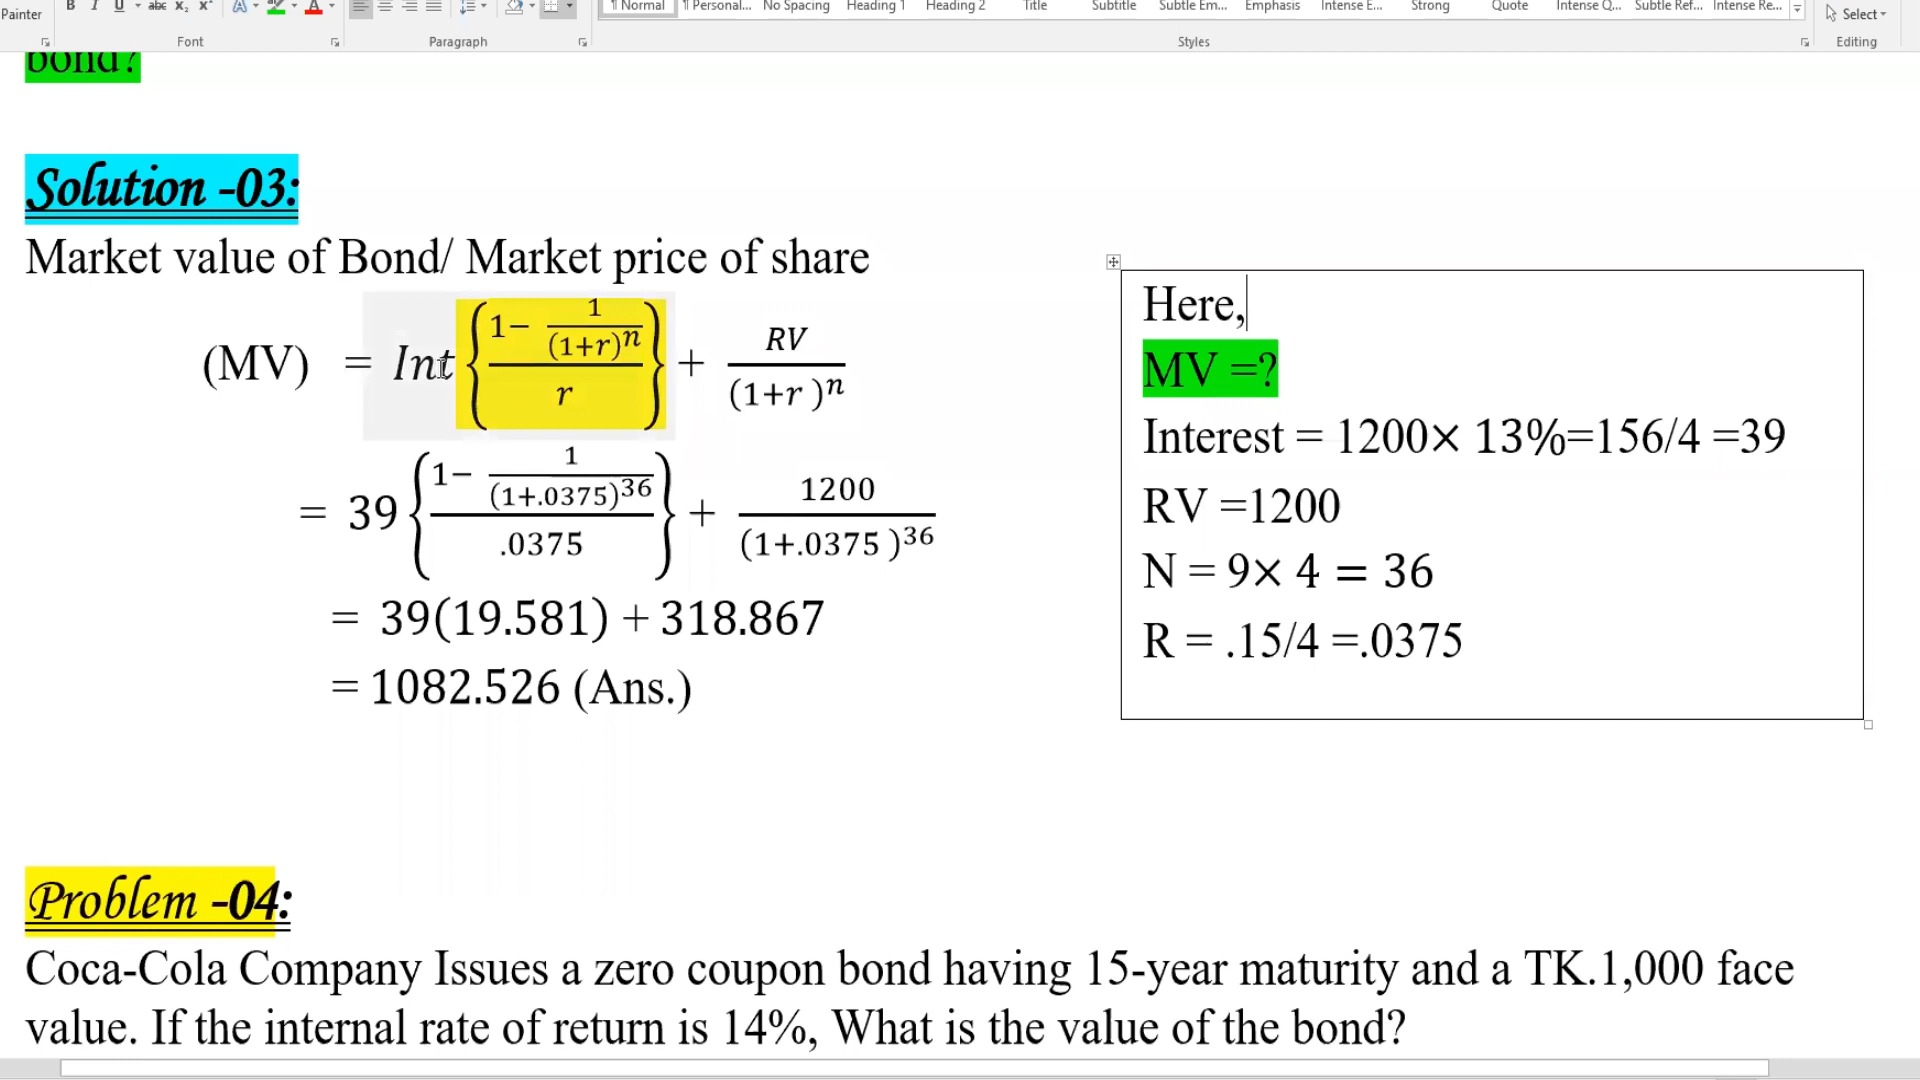 Painter
B I U abc X₂ X² A A
¶ Normal ¶ Personal... No Spacing Heading 1 Heading 2 Title Subtitle Subtle Em... Emphasis Intense E... Strong Quote Intense Q... Subtle Ref... Intense Re... Select
Font Paragraph Styles Editing
bond?
Solution -03:
Market value of Bond/ Market price of share
(MV) = Int {(1− 1/(1+r)^n)/r} + RV/(1+r )^n
= 39 {(1− 1/(1+.0375)^36)/.0375} + 1200/(1+.0375 )^36
= 39(19.581) + 318.867
= 1082.526 (Ans.)
Here,
MV =?
Interest = 1200× 13%=156/4 =39
RV =1200
N = 9× 4 = 36
R = .15/4 =.0375
Problem -04:
Coca-Cola Company Issues a zero coupon bond having 15-year maturity and a TK.1,000 face
value. If the internal rate of return is 14%, What is the value of the bond?